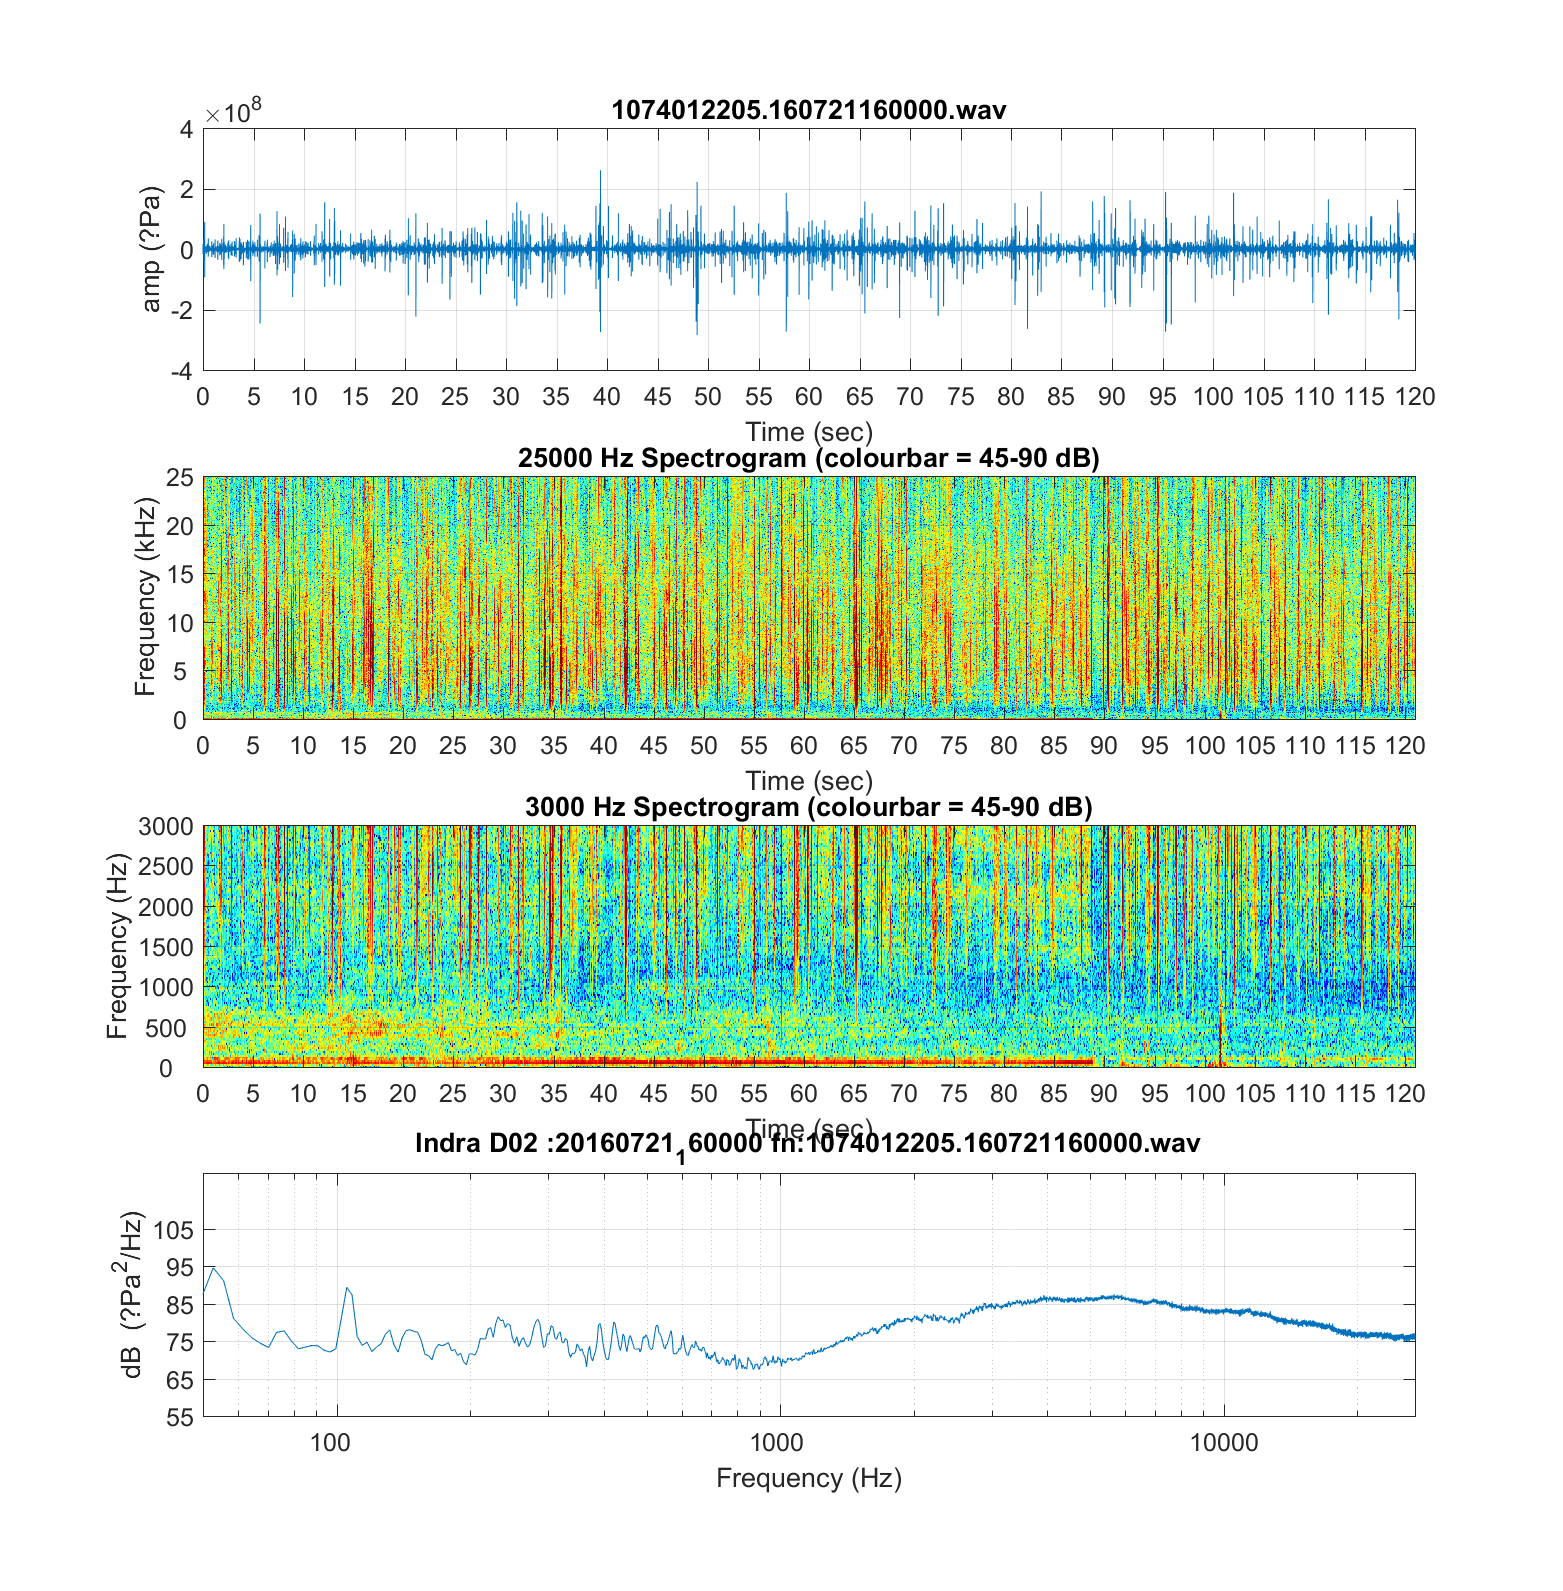 ×10^8
1074012205.160721160000.wav
4
2
0
-2
-4
amp (?Pa)
0 5 10 15 20 25 30 35 40 45 50 55 60 65 70 75 80 85 90 95 100 105 110 115 120
Time (sec)
25000 Hz Spectrogram (colourbar = 45-90 dB)
25
20
15
10
5
0
Frequency (kHz)
0 5 10 15 20 25 30 35 40 45 50 55 60 65 70 75 80 85 90 95 100 105 110 115 120
Time (sec)
3000 Hz Spectrogram (colourbar = 45-90 dB)
3000
2500
2000
1500
1000
500
0
Frequency (Hz)
0 5 10 15 20 25 30 35 40 45 50 55 60 65 70 75 80 85 90 95 100 105 110 115 120
Time (sec)
Indra D02 :20160721_160000 fn:1074012205.160721160000.wav
105
95
85
75
65
55
dB (?Pa^2/Hz)
100 1000 10000
Frequency (Hz)